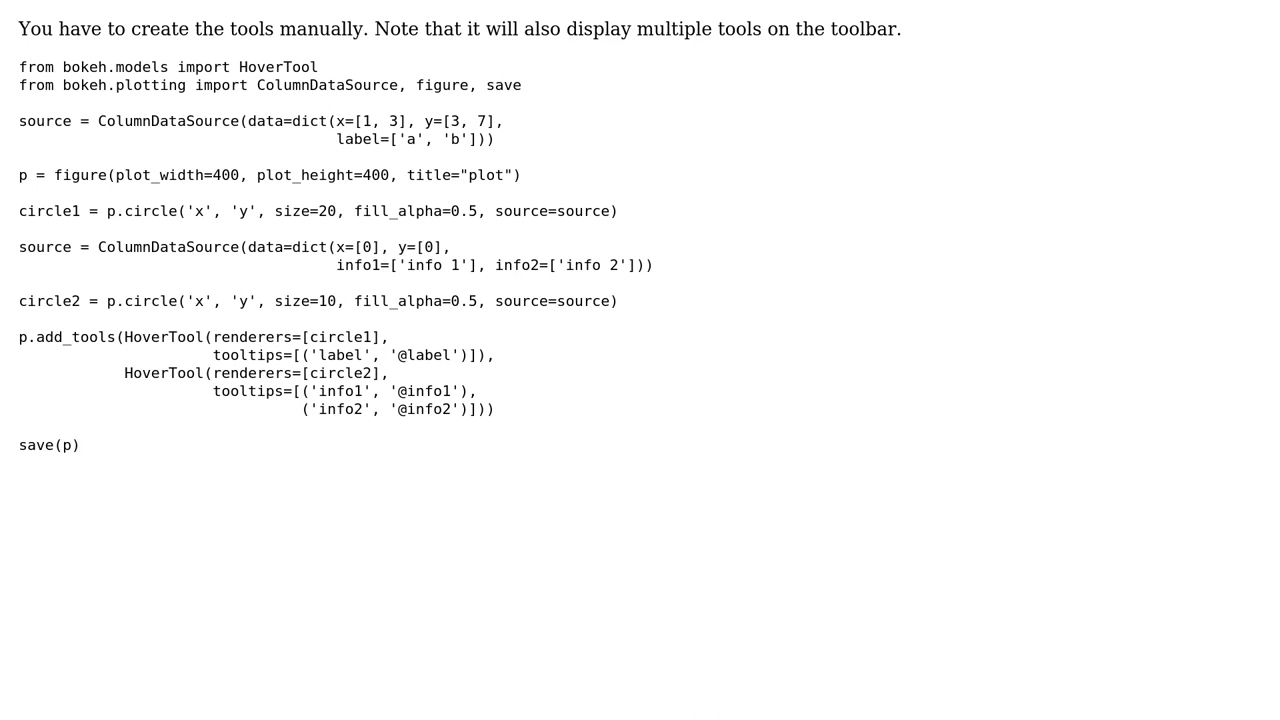 You have to create the tools manually. Note that it will also display multiple tools on the toolbar.
from bokeh.models import HoverTool
from bokeh.plotting import ColumnDataSource, figure, save

source = ColumnDataSource(data=dict(x=[1, 3], y=[3, 7],
                                    label=['a', 'b']))

p = figure(plot_width=400, plot_height=400, title="plot")

circle1 = p.circle('x', 'y', size=20, fill_alpha=0.5, source=source)

source = ColumnDataSource(data=dict(x=[0], y=[0],
                                    info1=['info 1'], info2=['info 2']))

circle2 = p.circle('x', 'y', size=10, fill_alpha=0.5, source=source)

p.add_tools(HoverTool(renderers=[circle1],
                      tooltips=[('label', '@label')]),
            HoverTool(renderers=[circle2],
                      tooltips=[('info1', '@info1'),
                                ('info2', '@info2')]))

save(p)